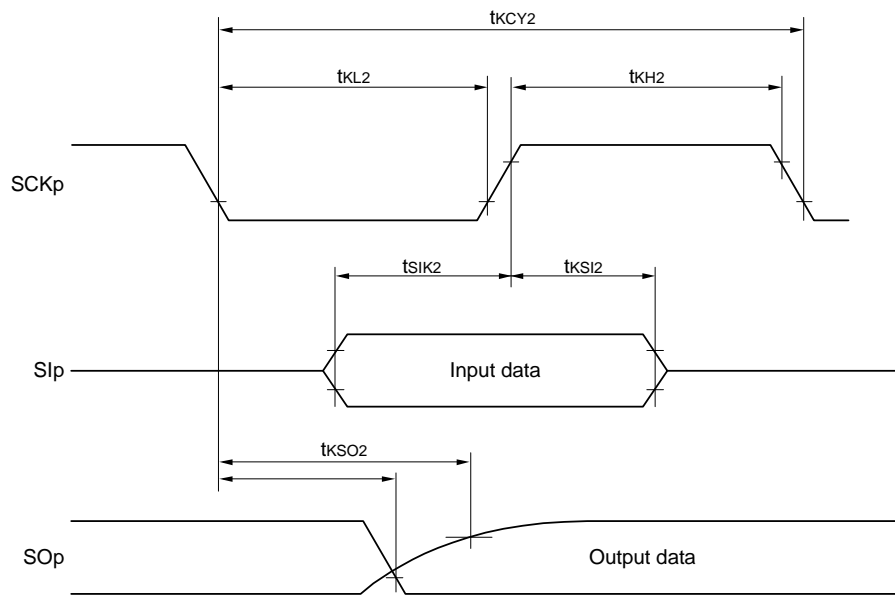 tKCY2
tKL2
tKH2
SCKp
tSIK2
tKSI2
SIp
Input data
tKSO2
SOp
Output data